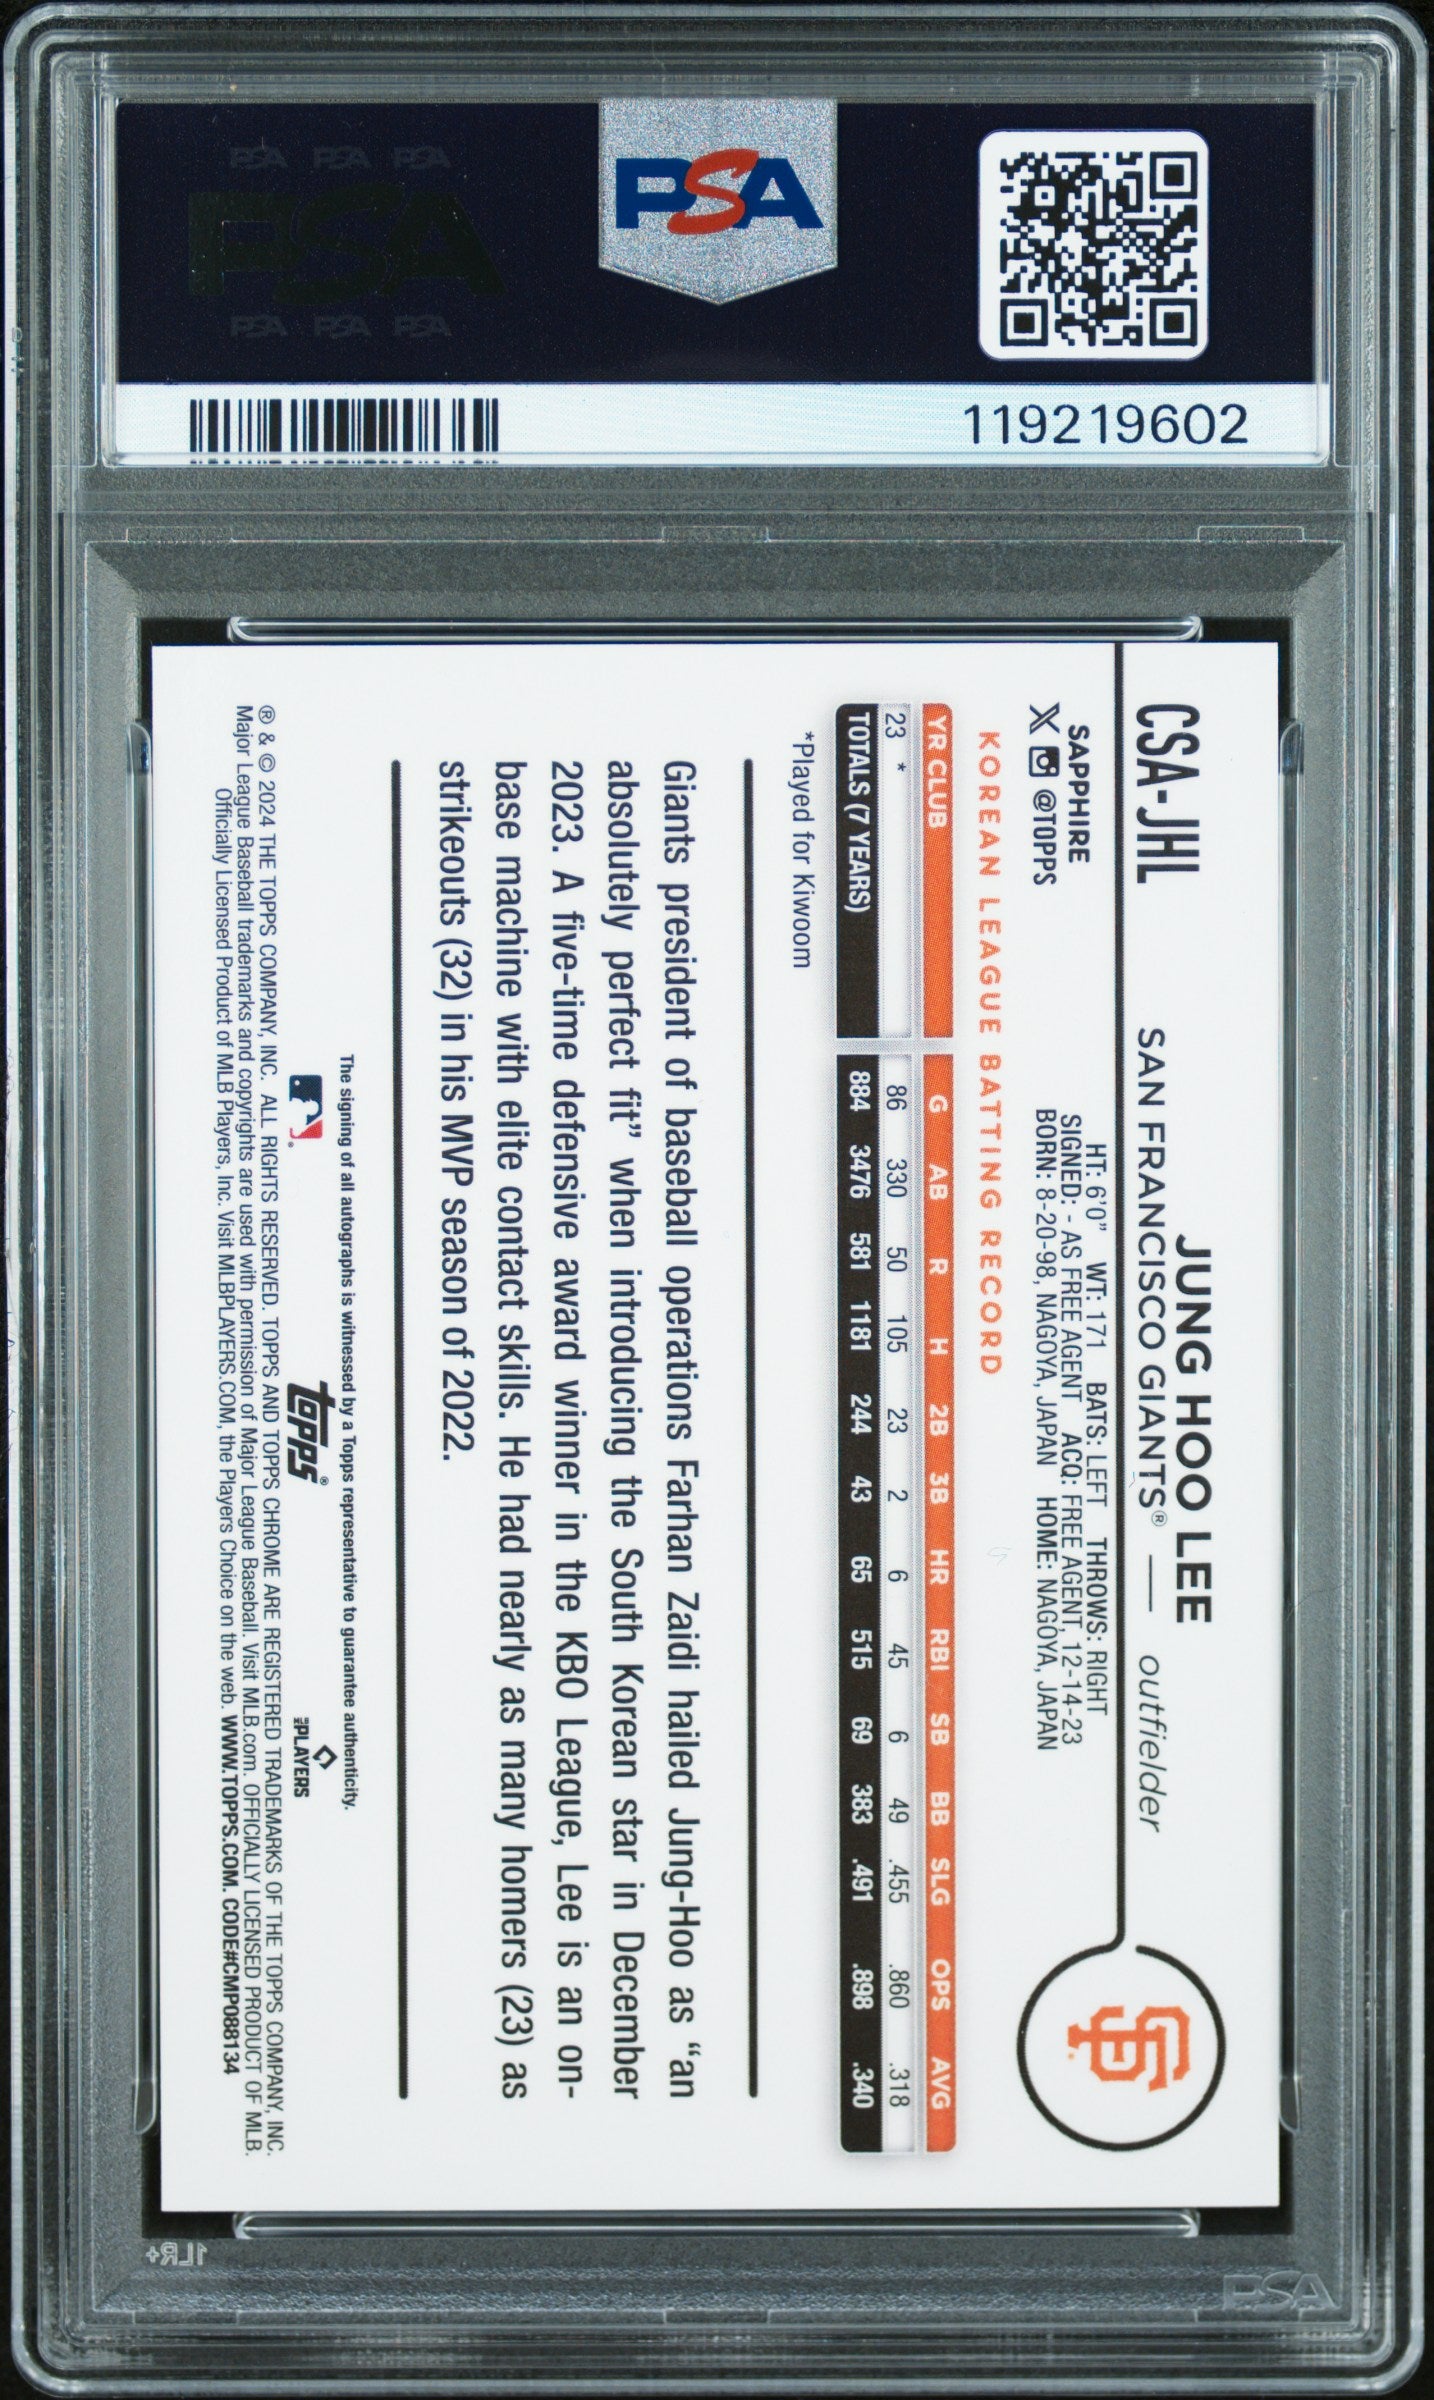 PSA PSA PSA
PSA
PSA PSA PSA
PSA
119219602
CSA-JHL
JUNG HOO LEE
SAN FRANCISCO GIANTS® — outfielder
SAPPHIRE
@TOPPS
HT: 6'0" WT: 171 BATS: LEFT THROWS: RIGHT
SIGNED: - AS FREE AGENT ACQ: FREE AGENT, 12-14-23
BORN: 8-20-98, NAGOYA, JAPAN HOME: NAGOYA, JAPAN
SF
KOREAN LEAGUE BATTING RECORD
YR CLUB G AB R H 2B 3B HR RBI SB BB SLG OPS AVG
23 * 86 330 50 105 23 2 6 45 6 49 .455 .860 .318
TOTALS (7 YEARS) 884 3476 581 1181 244 43 65 515 69 383 .491 .898 .340
*Played for Kiwoom
Giants president of baseball operations Farhan Zaidi hailed Jung-Hoo as “an
absolutely perfect fit” when introducing the South Korean star in December
2023. A five-time defensive award winner in the KBO League, Lee is an on-
base machine with elite contact skills. He had nearly as many homers (23) as
strikeouts (32) in his MVP season of 2022.
The signing of all autographs is witnessed by a Topps representative to guarantee authenticity.
topps®
MLB PLAYERS
® & © 2024 THE TOPPS COMPANY, INC. ALL RIGHTS RESERVED. TOPPS AND TOPPS CHROME ARE REGISTERED TRADEMARKS OF THE TOPPS COMPANY, INC.
Major League Baseball trademarks and copyrights are used with permission of Major League Baseball. Visit MLB.com. OFFICIALLY LICENSED PRODUCT OF MLB.
Officially Licensed Product of MLB Players, Inc. Visit MLBPLAYERS.COM, the Players Choice on the web. WWW.TOPPS.COM. CODE#CMP088134
1LR+
PSA